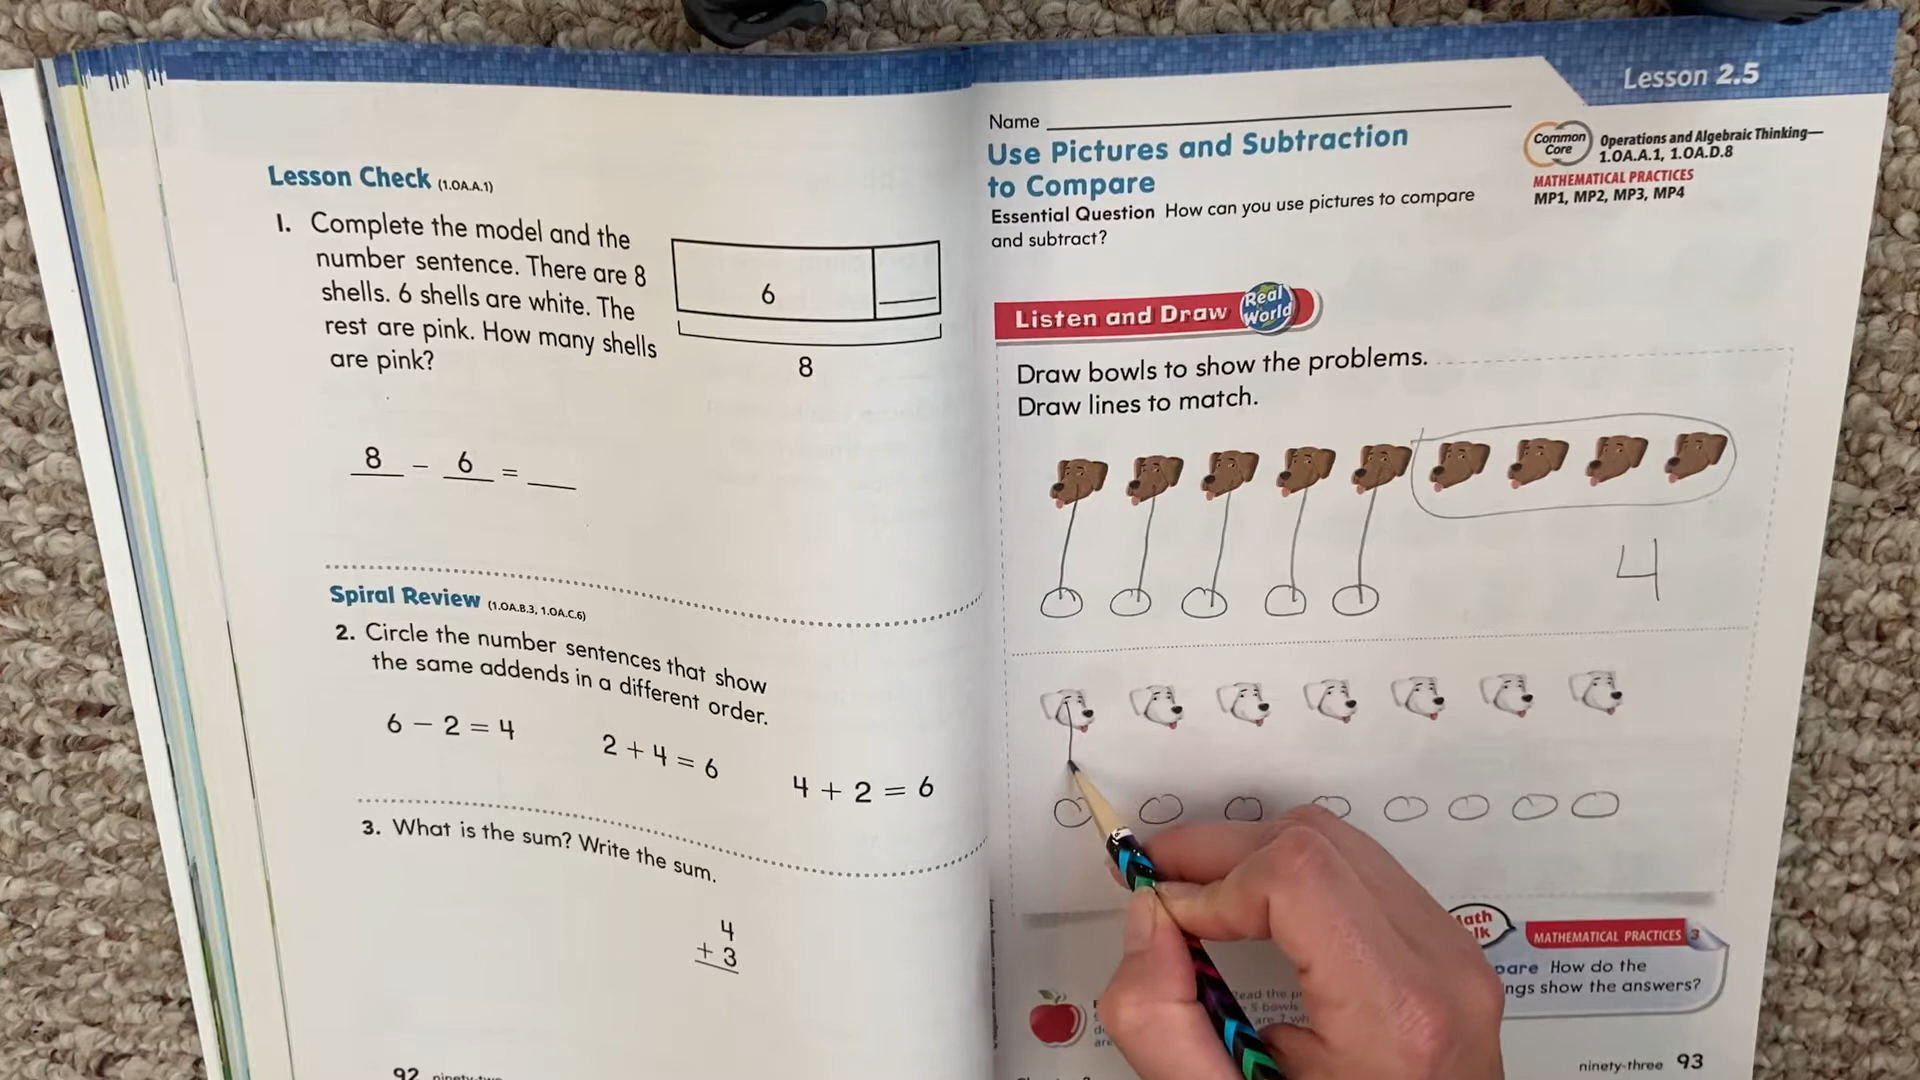 Lesson Check (1.OA.A.1)
1. Complete the model and the
number sentence. There are 8
shells. 6 shells are white. The
rest are pink. How many shells
are pink?
6
8
8 - 6 = ___
Spiral Review (1.OA.B.3, 1.OA.C.6)
2. Circle the number sentences that show
the same addends in a different order.
6 - 2 = 4
2 + 4 = 6
4 + 2 = 6
3. What is the sum? Write the sum.
4
+ 3
92
Lesson 2.5
Name
Use Pictures and Subtraction
to Compare
Common
Core
Operations and Algebraic Thinking—
1.OA.A.1, 1.OA.D.8
MATHEMATICAL PRACTICES
MP1, MP2, MP3, MP4
Essential Question How can you use pictures to compare
and subtract?
Listen and Draw
Real
World
Draw bowls to show the problems.
Draw lines to match.
4
MATHEMATICAL PRACTICES 3
How do the
show the answers?
5 bowls
ninety-three 93